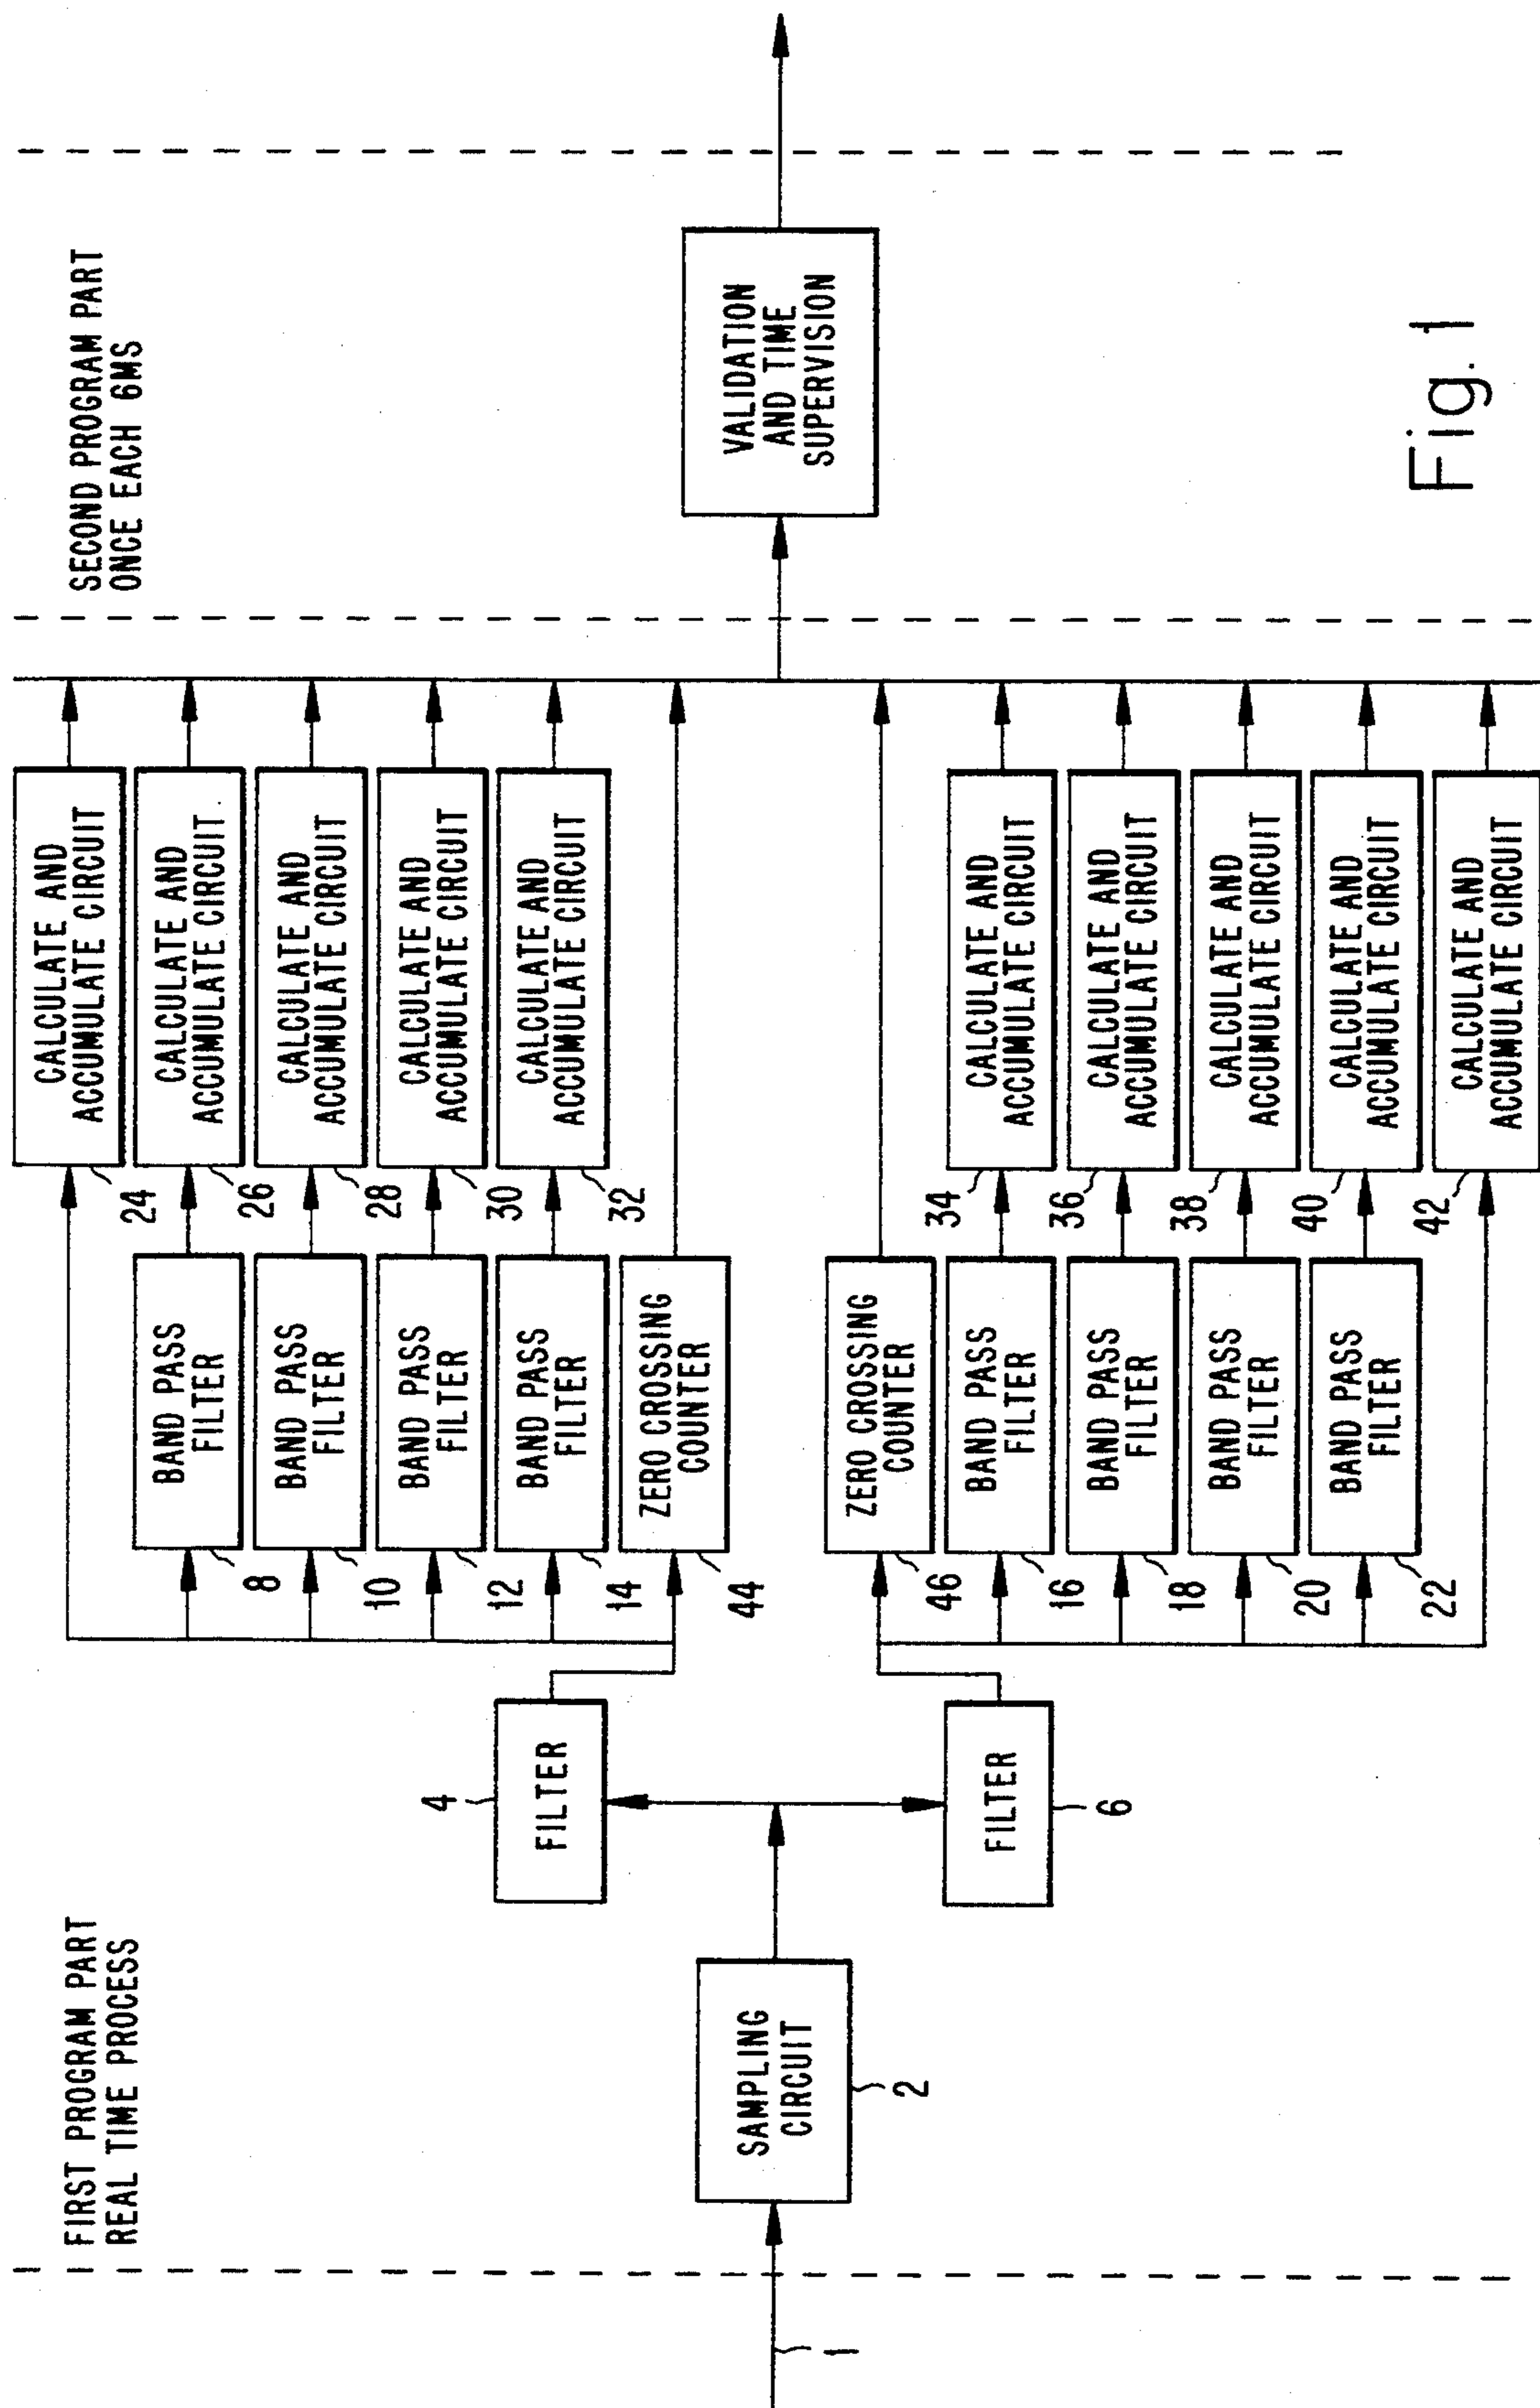 FIRST PROGRAM PART
REAL TIME PROCESS
SECOND PROGRAM PART
ONCE EACH 6MS
1
SAMPLING
CIRCUIT
2
FILTER
4
FILTER
6
CALCULATE AND
ACCUMULATE CIRCUIT
24
BAND PASS
FILTER
8
CALCULATE AND
ACCUMULATE CIRCUIT
26
BAND PASS
FILTER
10
CALCULATE AND
ACCUMULATE CIRCUIT
28
BAND PASS
FILTER
12
CALCULATE AND
ACCUMULATE CIRCUIT
30
BAND PASS
FILTER
14
CALCULATE AND
ACCUMULATE CIRCUIT
32
ZERO CROSSING
COUNTER
44
ZERO CROSSING
COUNTER
46
BAND PASS
FILTER
16
CALCULATE AND
ACCUMULATE CIRCUIT
34
BAND PASS
FILTER
18
CALCULATE AND
ACCUMULATE CIRCUIT
36
BAND PASS
FILTER
20
CALCULATE AND
ACCUMULATE CIRCUIT
38
BAND PASS
FILTER
22
CALCULATE AND
ACCUMULATE CIRCUIT
40
CALCULATE AND
ACCUMULATE CIRCUIT
42
VALIDATION
AND TIME
SUPERVISION
Fig. 1